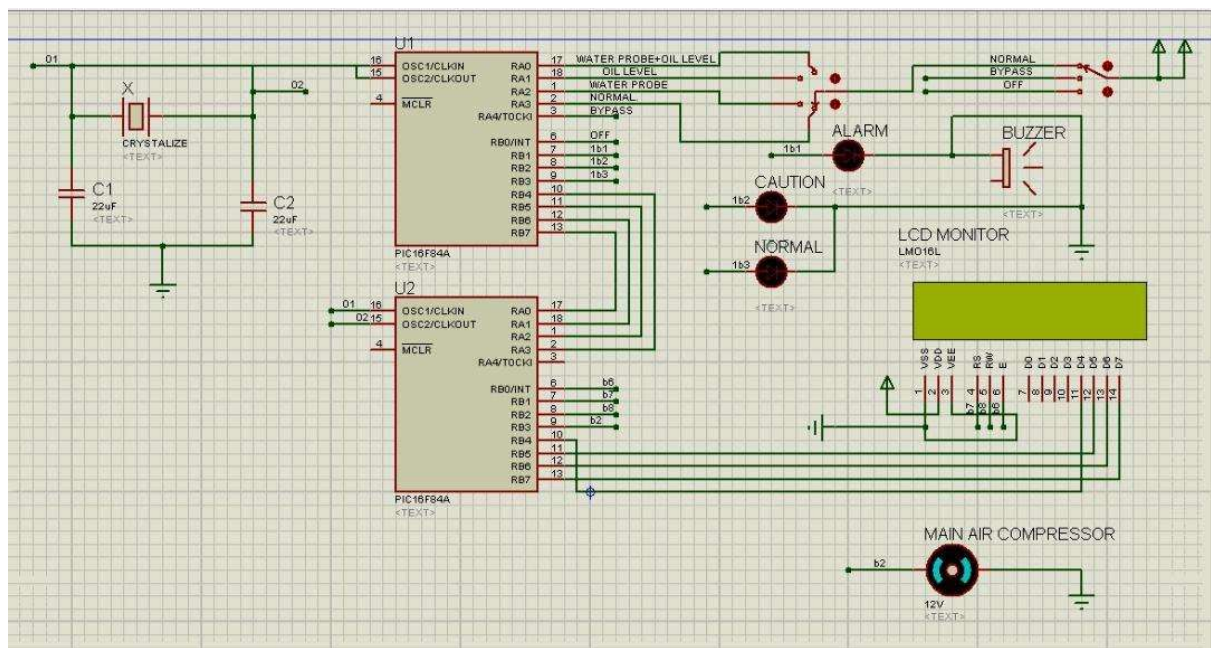 01
02
X
CRYSTALIZE
<TEXT>
C1
22uF
<TEXT>
C2
22uF
<TEXT>
U1
16 OSC1/CLKIN
15 OSC2/CLKOUT
4 MCLR
RA0 17 WATER PROBE+OIL LEVEL
RA1 18 OIL LEVEL
RA2 1 WATER PROBE
RA3 2 NORMAL
RA4/T0CKI 3 BYPASS
RB0/INT 6 OFF
RB1 7 1b1
RB2 8 1b2
RB3 9 1b3
RB4 10
RB5 11
RB6 12
RB7 13
PIC16F84A
<TEXT>
NORMAL
BYPASS
OFF
ALARM
1b1
<TEXT>
BUZZER
<TEXT>
CAUTION
1b2
NORMAL
1b3
<TEXT>
U2
01 16 OSC1/CLKIN
02 15 OSC2/CLKOUT
4 MCLR
RA0 17
RA1 18
RA2 1
RA3 2
RA4/T0CKI 3
RB0/INT 6 b6
RB1 7 b7
RB2 8 b8
RB3 9 b2
RB4 10
RB5 11
RB6 12
RB7 13
PIC16F84A
<TEXT>
LCD MONITOR
LM016L
<TEXT>
VSS VDD VEE RS RW E D0 D1 D2 D3 D4 D5 D6 D7
1 2 3 4 5 6 7 8 9 10 11 12 13 14
b7 b8 b6
MAIN AIR COMPRESSOR
b2
12V
<TEXT>